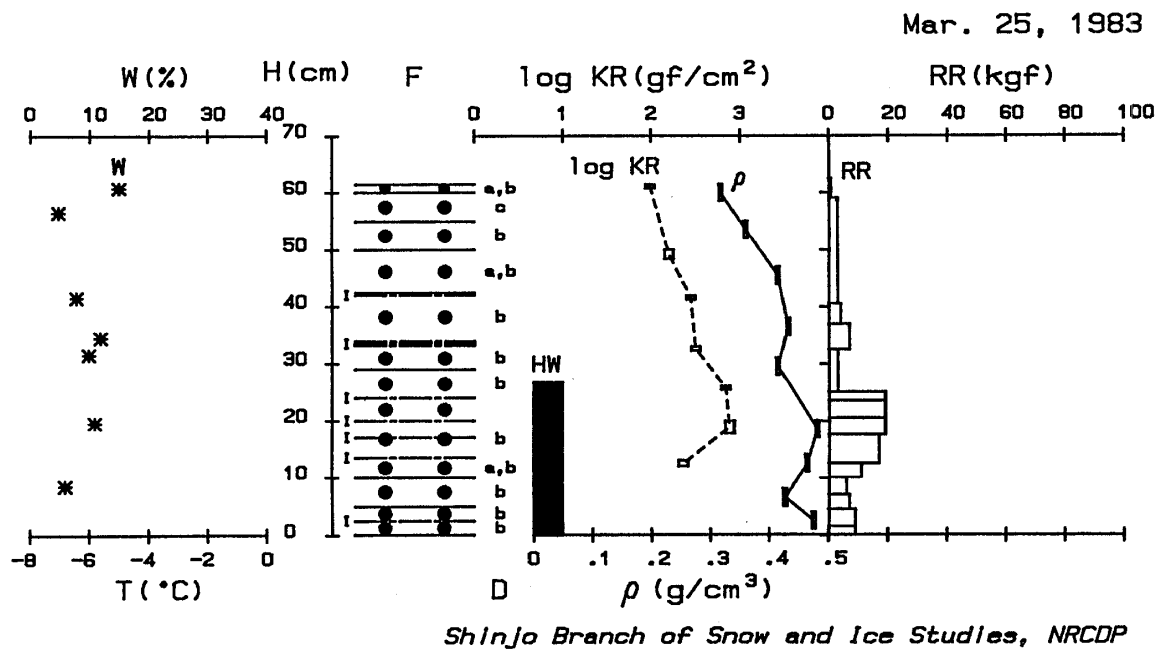 Mar. 25, 1983
W(%) H(cm) F log KR(gf/cm²) RR(kgf)
0 10 20 30 40 0 1 2 3 0 20 40 60 80 100
70
W log KR ρ RR
60 a,b
c
b
50
a,b
I
40
b
I
30 b HW
b
I
20 I
I b
I
a,b
10
b
b
I
0 b
-8 -6 -4 -2 0 0 .1 .2 .3 .4 .5
T(°C) D ρ (g/cm³)
Shinjo Branch of Snow and Ice Studies, NRCDP